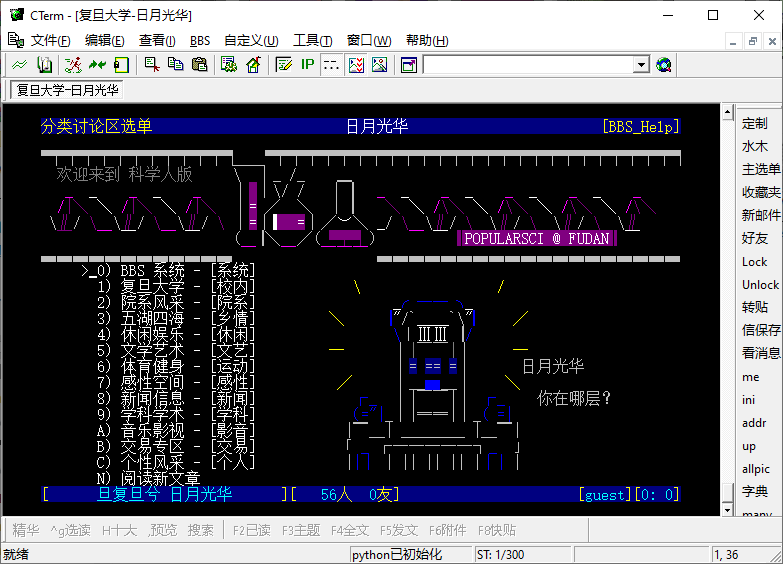 CTerm - [复旦大学-日月光华]
文件(F) 编辑(E) 查看(I) BBS 自定义(U) 工具(T) 窗口(W) 帮助(H)
IP
复旦大学-日月光华
分类讨论区选单 日月光华 [BBS_Help]
欢迎来到 科学人版
POPULARSCI @ FUDAN
>_0) BBS 系统 - [系统]
1) 复旦大学 - [校内]
2) 院系风采 - [院系]
3) 五湖四海 - [乡情]
4) 休闲娱乐 - [休闲]
5) 文学艺术 - [文艺]
6) 体育健身 - [运动]
7) 感性空间 - [感性]
8) 新闻信息 - [新闻]
9) 学科学术 - [学科]
A) 音乐影视 - [影音]
B) 交易专区 - [交易]
C) 个性风采 - [个人]
N) 阅读新文章
日月光华
你在哪层?
[ 旦复旦兮 日月光华 ][ 56人 0友] [guest][0: 0]
定制
水木
主选单
收藏夹
新邮件
好友
Lock
Unlock
转贴
信保存
看消息
me
ini
addr
up
allpic
字典
精华 ^g选读 H十大 ,预览 搜索 F2已读 F3主题 F4全文 F5发文 F6附件 F8快贴
就绪 python已初始化 ST: 1/300 1, 36